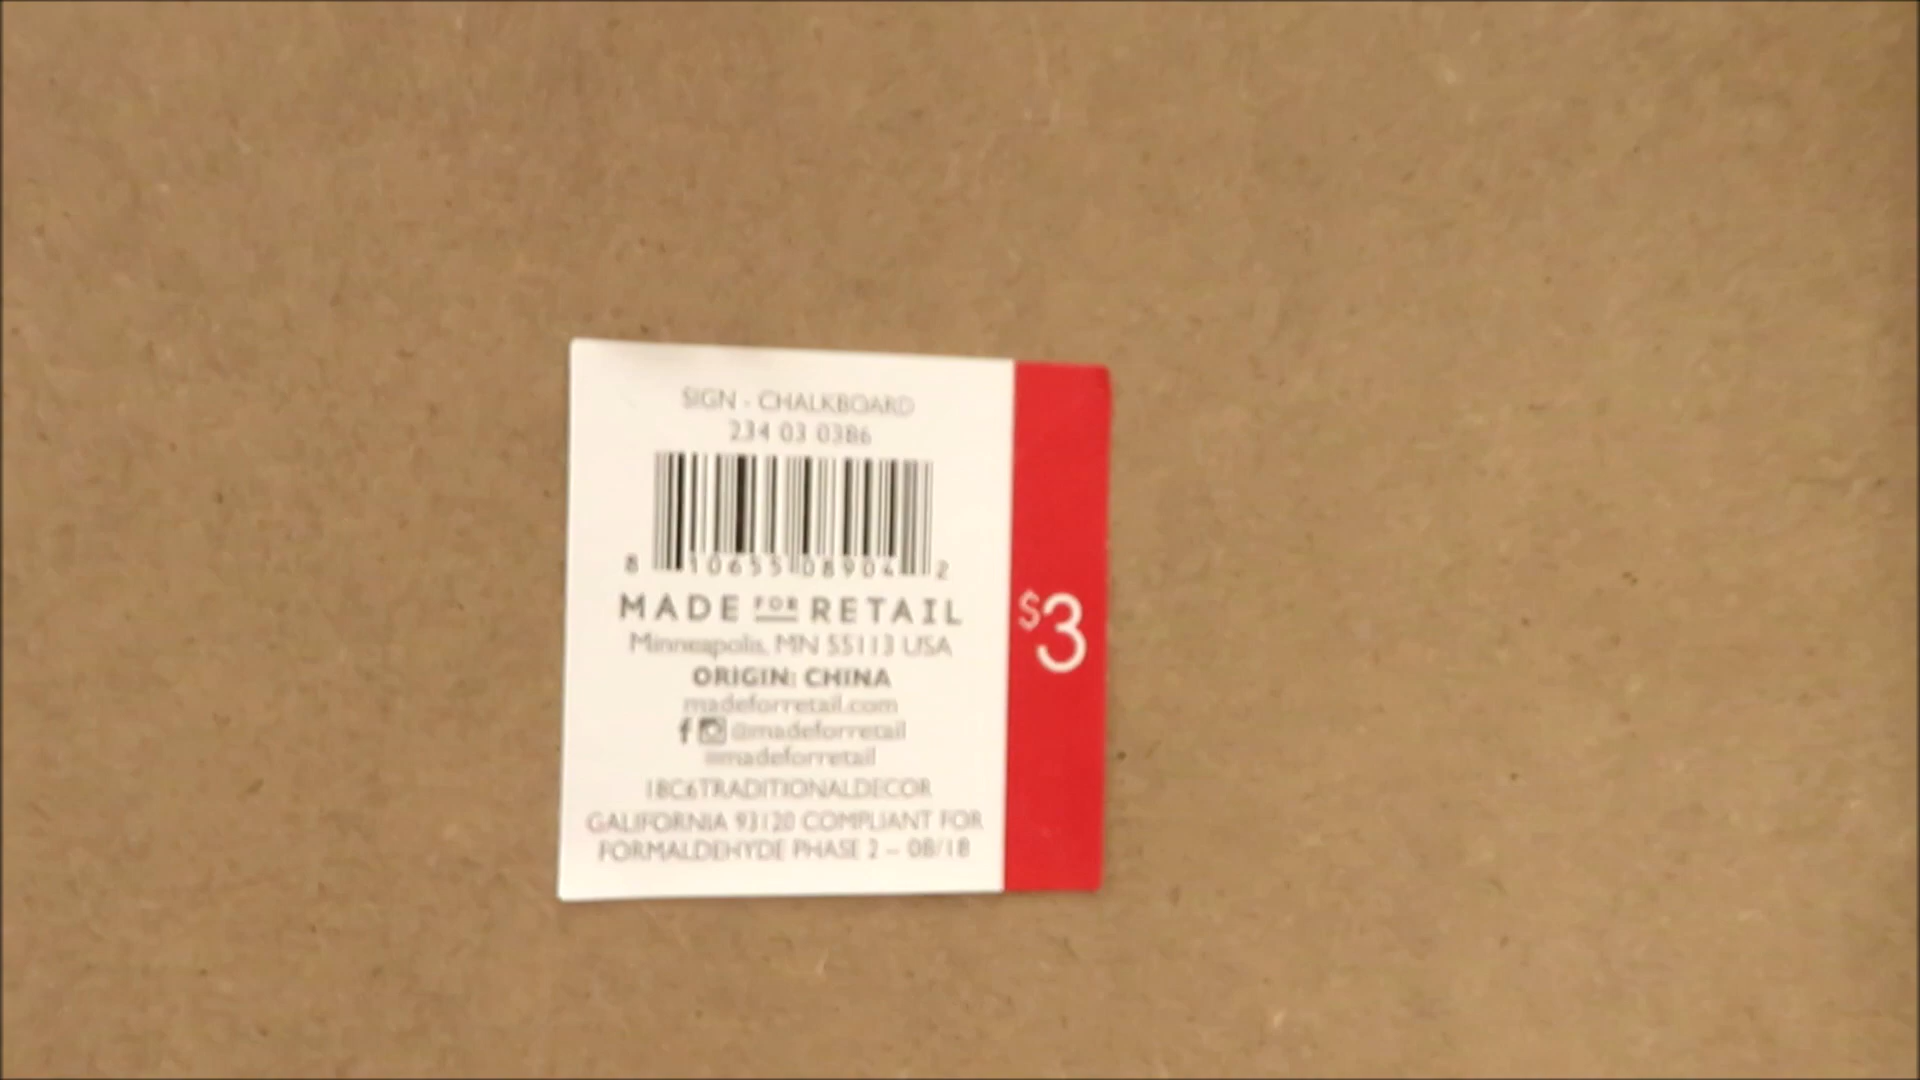 SIGN - CHALKBOARD
234 03 0386
8 10655 08904 2
MADE FOR RETAIL
Minneapolis, MN 55113 USA
ORIGIN: CHINA
madeforretail.com
@madeforretail
#madeforretail
18C6TRADITIONALDECOR
CALIFORNIA 93120 COMPLIANT FOR
FORMALDEHYDE PHASE 2 – 08/18
$3